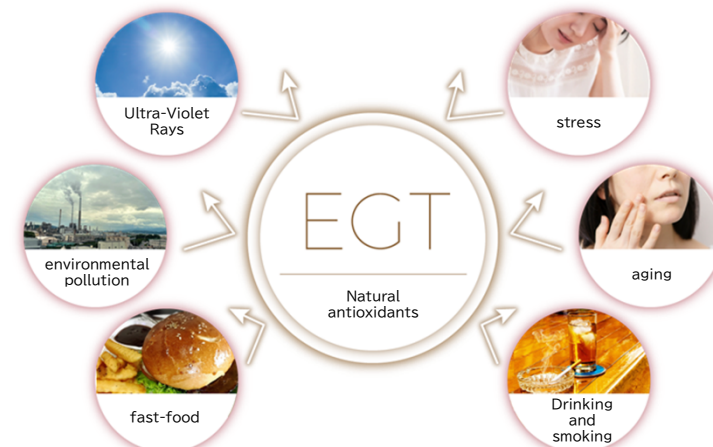 Ultra-Violet
Rays
stress
EGT
Natural
antioxidants
environmental
pollution
aging
fast-food
Drinking
and
smoking